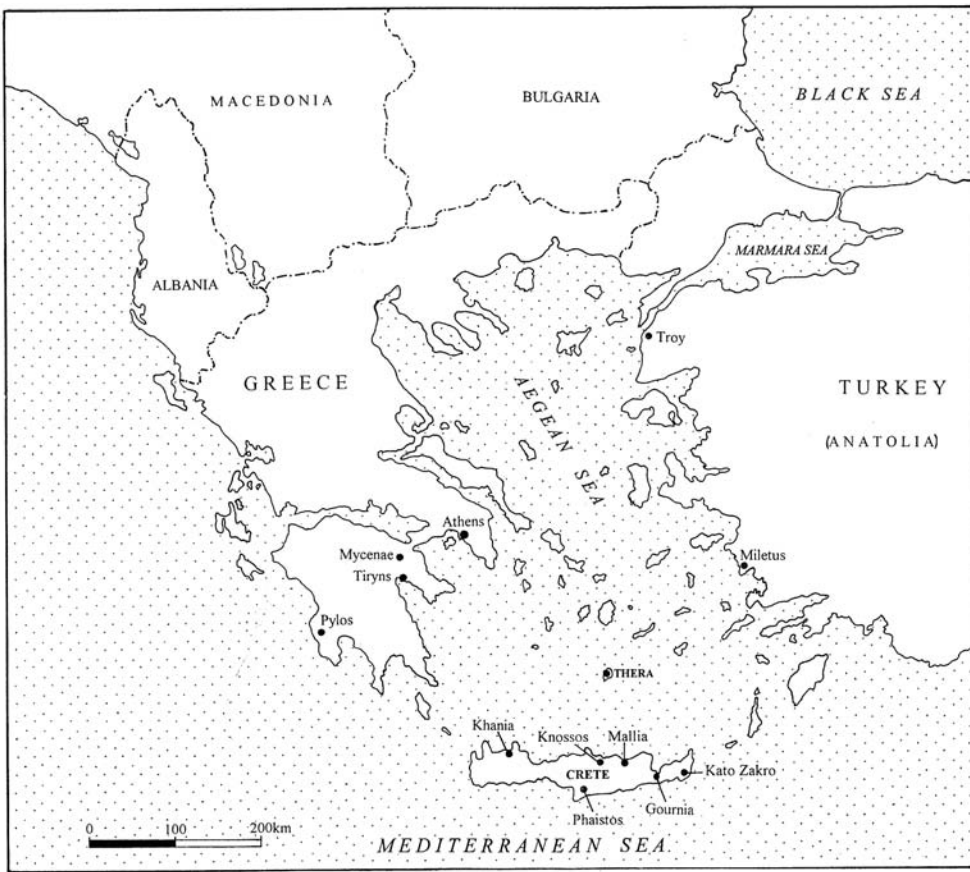 MACEDONIA
BULGARIA
BLACK SEA
MARMARA SEA
ALBANIA
Troy
GREECE
AEGEAN SEA
TURKEY
(ANATOLIA)
Athens
Mycenae
Tiryns
Miletus
Pylos
THERA
Khania
Knossos
Mallia
CRETE
Kato Zakro
Gournia
Phaistos
0 100 200km
MEDITERRANEAN SEA